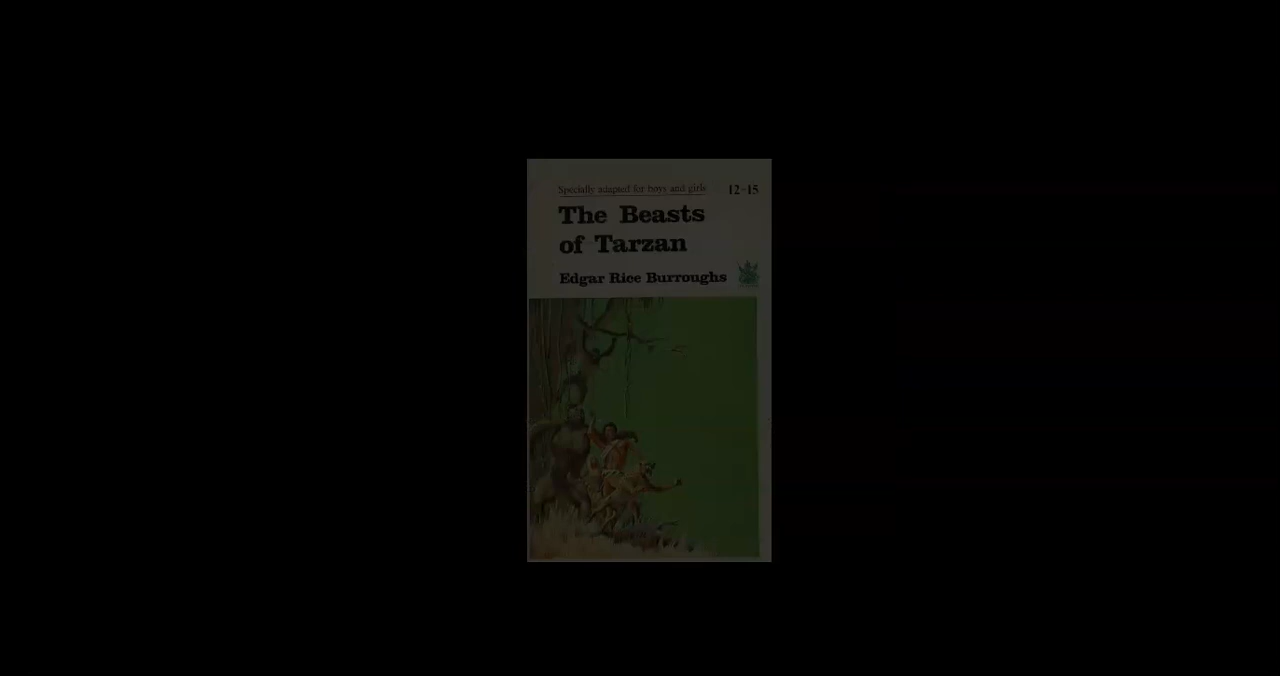 Specially adapted for boys and girls 12-15
The Beasts
of Tarzan
Edgar Rice Burroughs